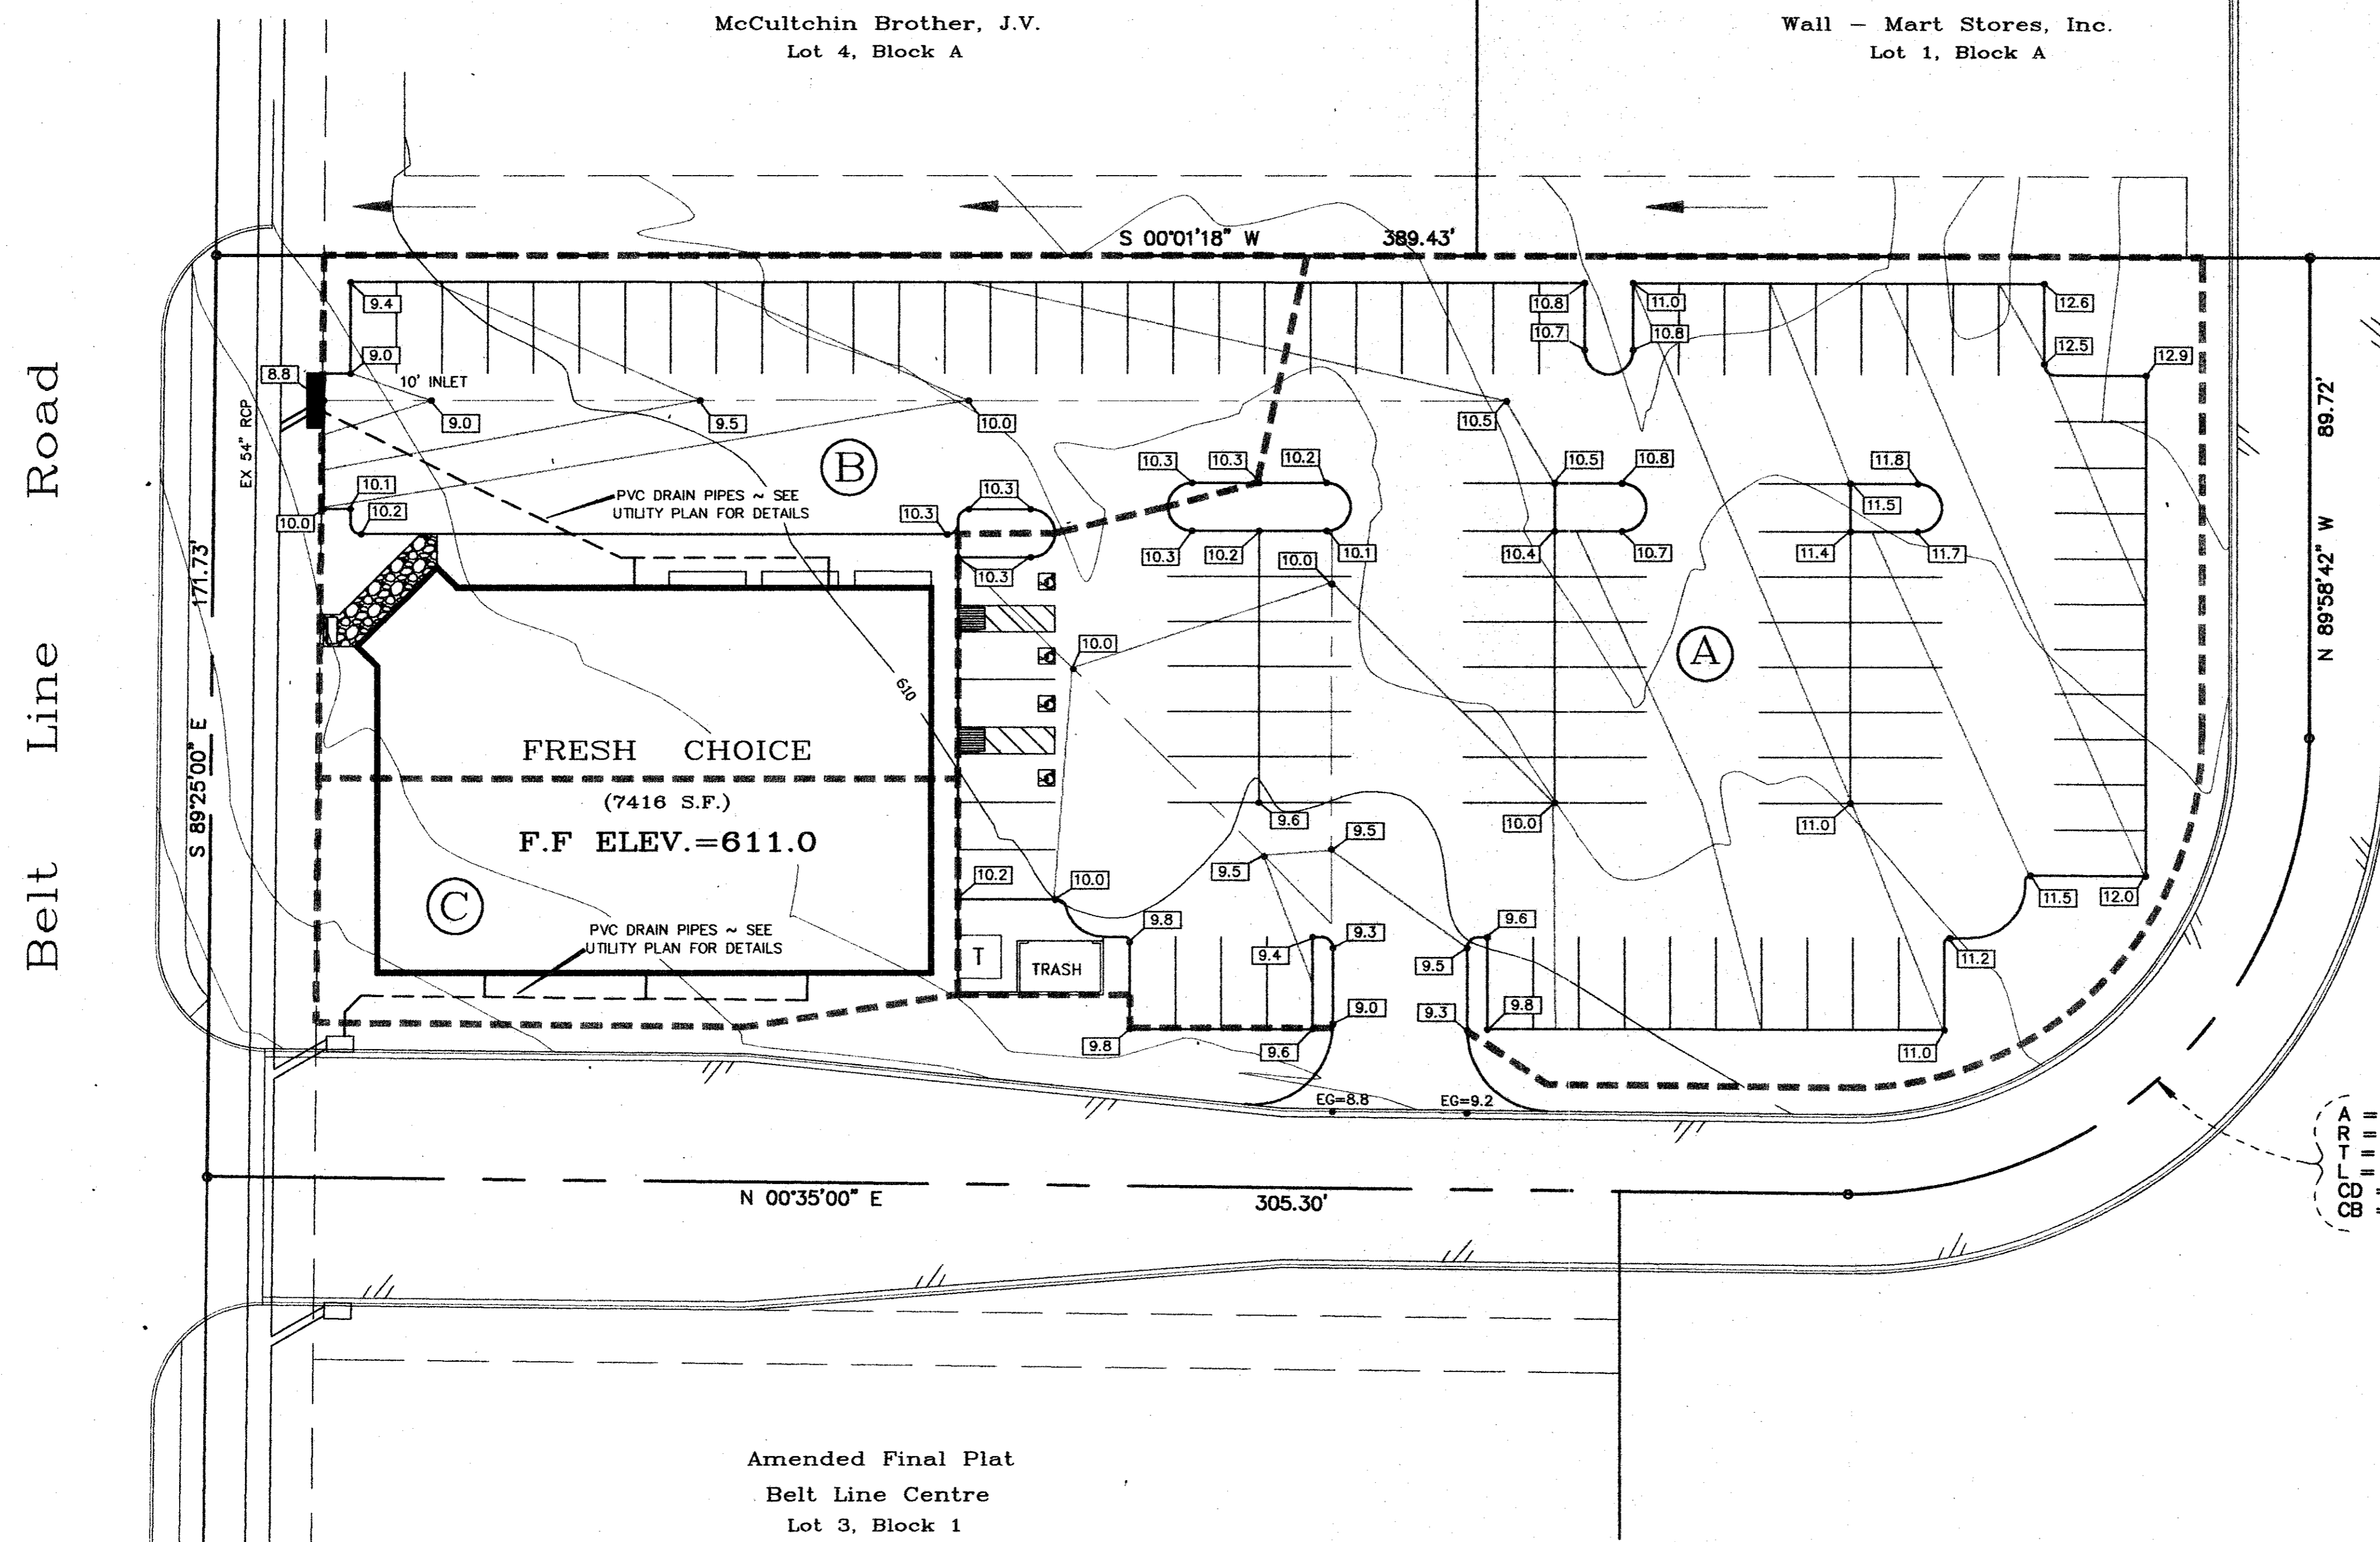 McCultchin Brother, J.V.
Lot 4, Block A
Wall – Mart Stores, Inc.
Lot 1, Block A
S 00°01'18" W 389.43'
9.4
10.8
11.0
12.6
10.7
10.8
9.0
12.5
12.9
8.8
10' INLET
EX 54" RCP
9.0
9.5
10.0
10.5
89.72'
N 89°58'42" W
Belt Line Road
B
10.3
10.3
10.2
10.5
10.8
11.8
10.1
10.3
PVC DRAIN PIPES ~ SEE
UTILITY PLAN FOR DETAILS
10.0
10.2
10.3
11.5
10.3
10.3
10.2
10.1
10.4
10.7
11.4
11.7
10.0
171.73'
S 89°25'00" E
10.0
A
610
FRESH CHOICE
(7416 S.F.)
F.F ELEV.=611.0
9.6
10.0
11.0
9.5
9.5
10.2
10.0
11.5
12.0
C
PVC DRAIN PIPES ~ SEE
UTILITY PLAN FOR DETAILS
T
TRASH
9.8
9.4
9.3
9.6
9.5
11.2
9.0
9.3
9.8
9.8
9.6
11.0
EG=8.8
EG=9.2
A =
R =
T =
L =
CD =
CB =
N 00°35'00" E 305.30'
Amended Final Plat
Belt Line Centre
Lot 3, Block 1